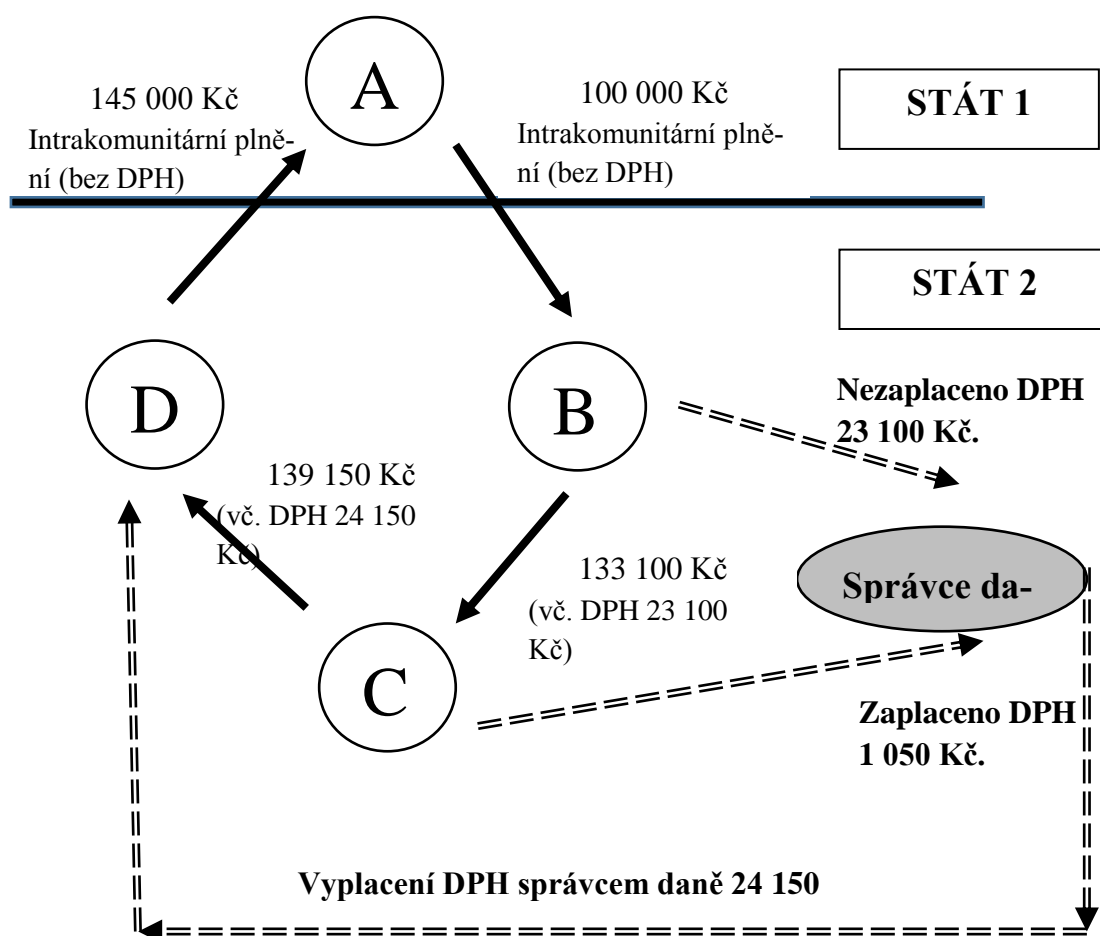 A
145 000 Kč
Intrakomunitární plně-
ní (bez DPH)
100 000 Kč
Intrakomunitární plně-
ní (bez DPH)
STÁT 1
STÁT 2
D
B
Nezaplaceno DPH
23 100 Kč.
139 150 Kč
(vč. DPH 24 150
Kč)
133 100 Kč
(vč. DPH 23 100
Kč)
Správce da-
C
Zaplaceno DPH
1 050 Kč.
Vyplacení DPH správcem daně 24 150